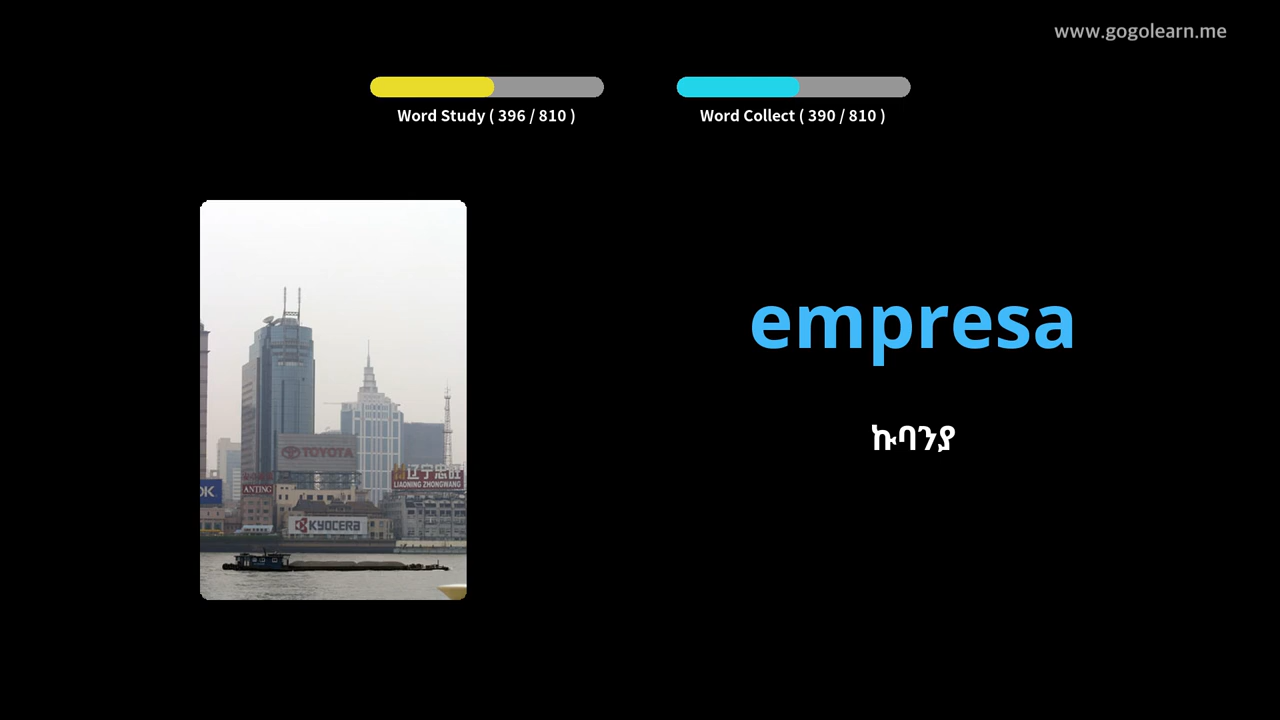 www.gogolearn.me
Word Study ( 396 / 810 )
Word Collect ( 390 / 810 )
empresa
ኩባንያ
TOYOTA
辽宁忠旺
LIAONING ZHONGWANG
OK
ANTING
KYOCERA